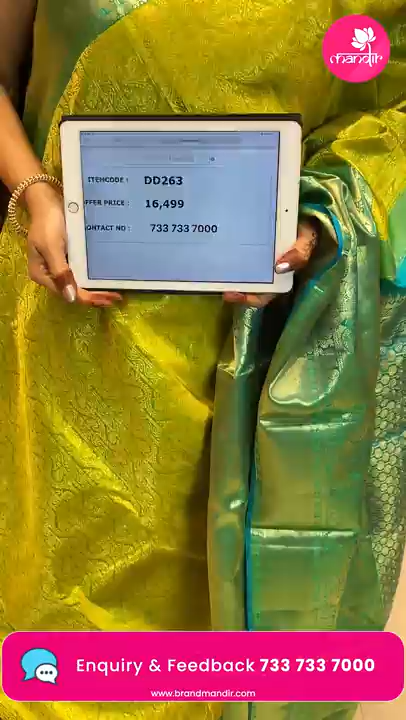 mandir
ITEMCODE : DD263
FFER PRICE : 16,499
ONTACT NO : 733 733 7000
Enquiry & Feedback 733 733 7000
www.brandmandir.com